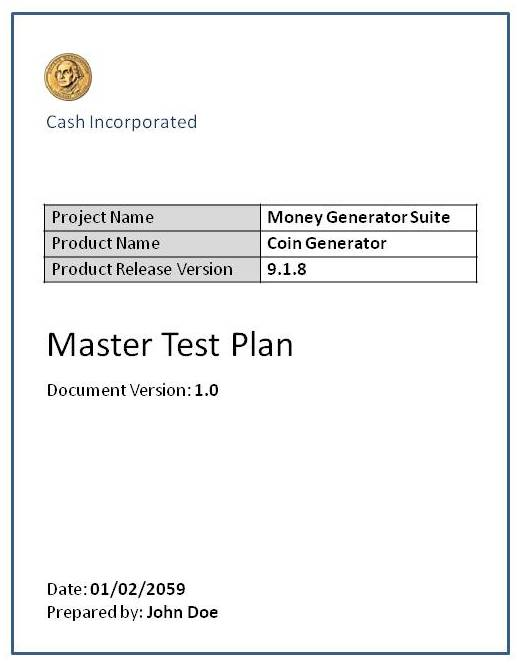 Cash Incorporated
Project Name Money Generator Suite
Product Name Coin Generator
Product Release Version 9.1.8
Master Test Plan
Document Version: 1.0
Date: 01/02/2059
Prepared by: John Doe